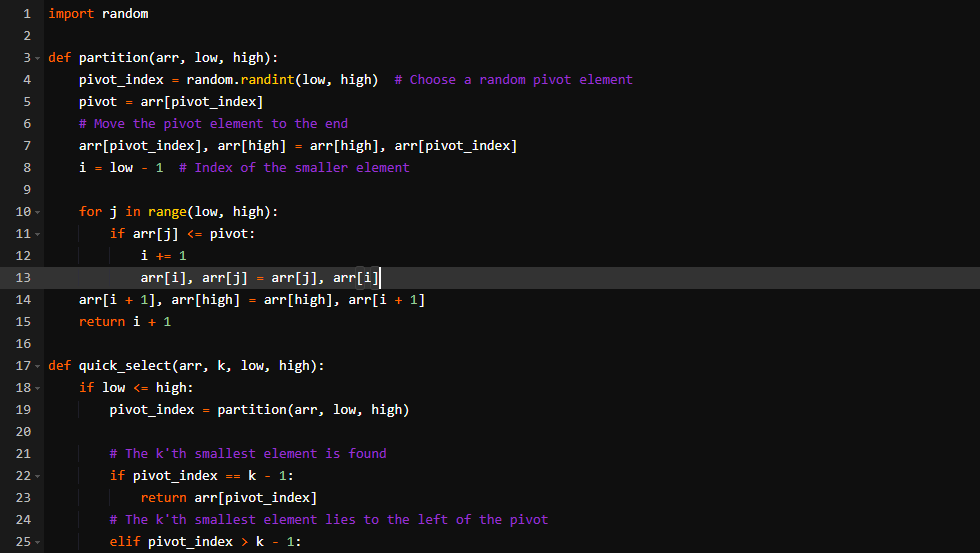 1 import random
2
3 def partition(arr, low, high):
4     pivot_index = random.randint(low, high)  # Choose a random pivot element
5     pivot = arr[pivot_index]
6     # Move the pivot element to the end
7     arr[pivot_index], arr[high] = arr[high], arr[pivot_index]
8     i = low - 1  # Index of the smaller element
9
10     for j in range(low, high):
11         if arr[j] <= pivot:
12             i += 1
13             arr[i], arr[j] = arr[j], arr[i]
14     arr[i + 1], arr[high] = arr[high], arr[i + 1]
15     return i + 1
16
17 def quick_select(arr, k, low, high):
18     if low <= high:
19         pivot_index = partition(arr, low, high)
20
21         # The k'th smallest element is found
22         if pivot_index == k - 1:
23             return arr[pivot_index]
24         # The k'th smallest element lies to the left of the pivot
25         elif pivot_index > k - 1: